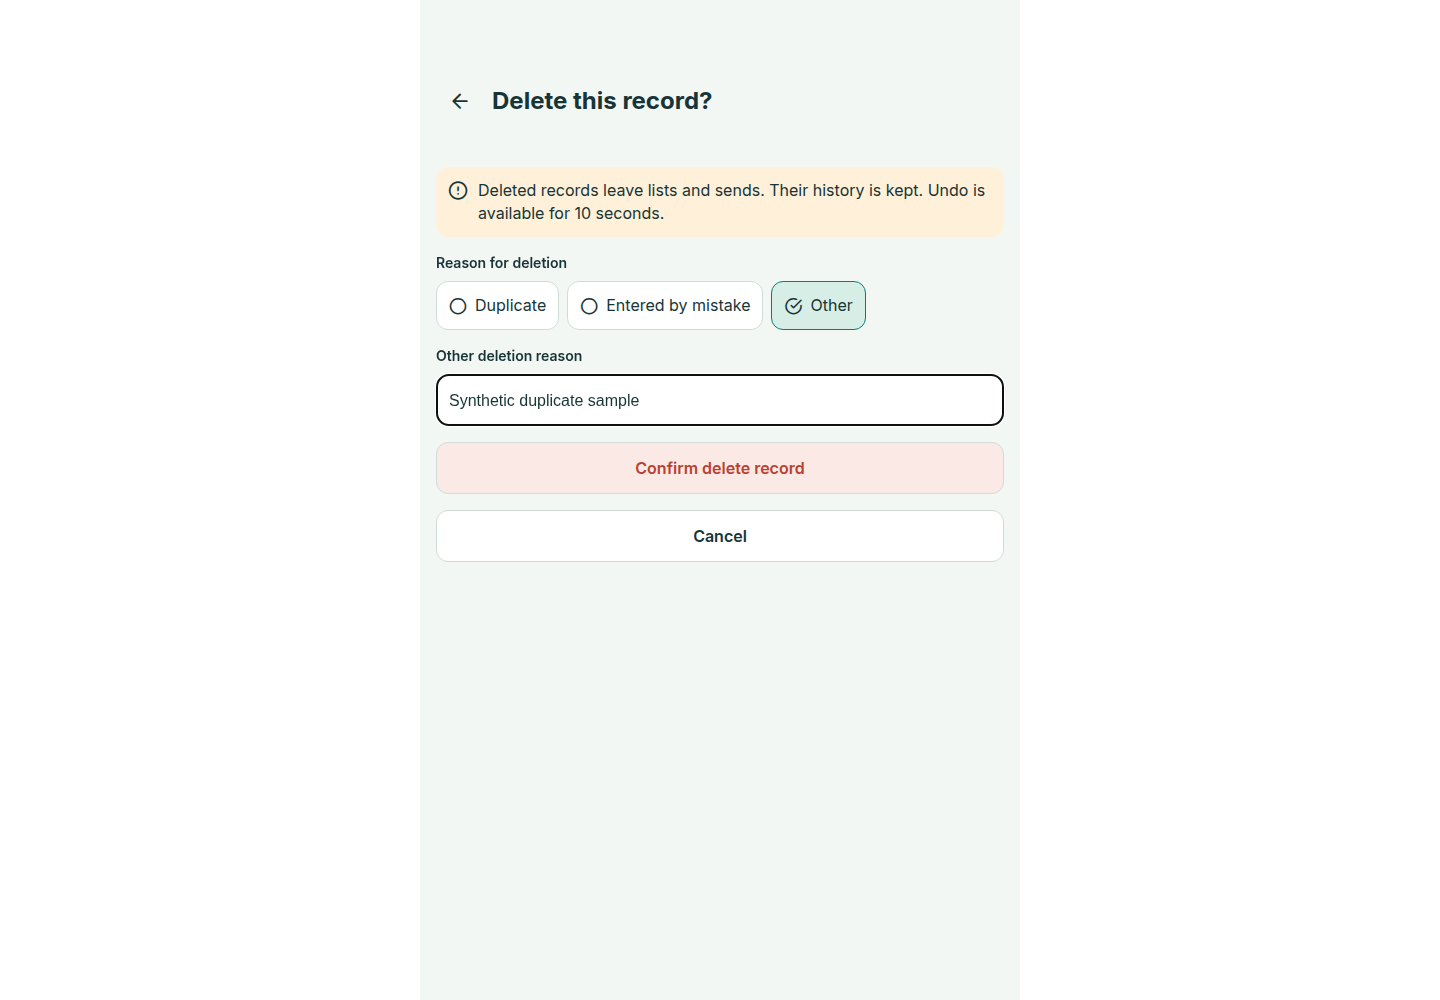 Delete this record?
Deleted records leave lists and sends. Their history is kept. Undo is
available for 10 seconds.
Reason for deletion
Duplicate
Entered by mistake
Other
Other deletion reason
Synthetic duplicate sample
Confirm delete record
Cancel